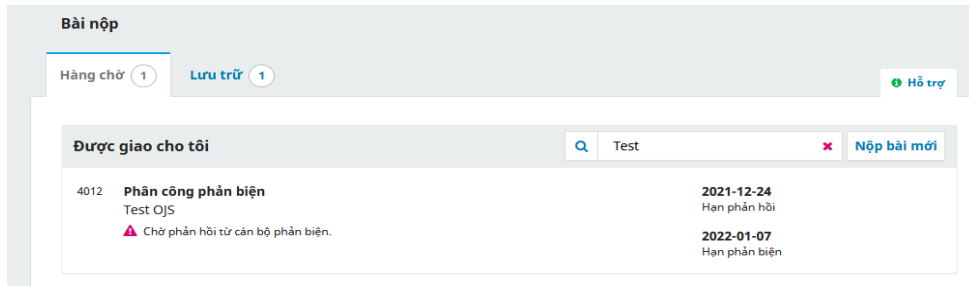 Bài nộp
Hàng chờ 1 Lưu trữ 1
Hỗ trợ
Được giao cho tôi Test Nộp bài mới
4012 Phân công phản biện 2021-12-24
Test OJS Hạn phản hồi
Chờ phản hồi từ cán bộ phản biện.
2022-01-07
Hạn phản biện